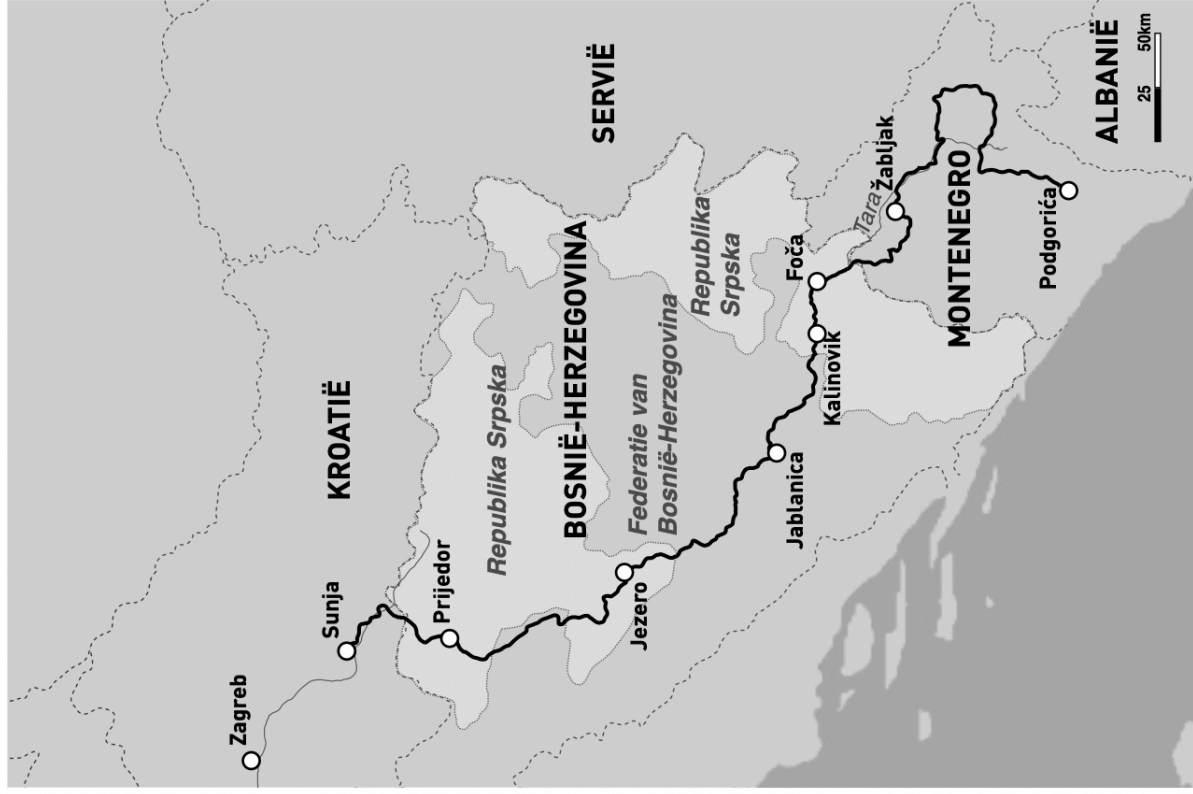 Zagreb
Sunja
KROATIË
Prijedor
Republika Srpska
BOSNIË-HERZEGOVINA
SERVIË
Jezero
Federatie van
Bosnië-Herzegovina
Republika
Srpska
Jablanica
Kalinovik
Foča
Tara
Žabljak
MONTENEGRO
Podgorića
ALBANIË
25
50km